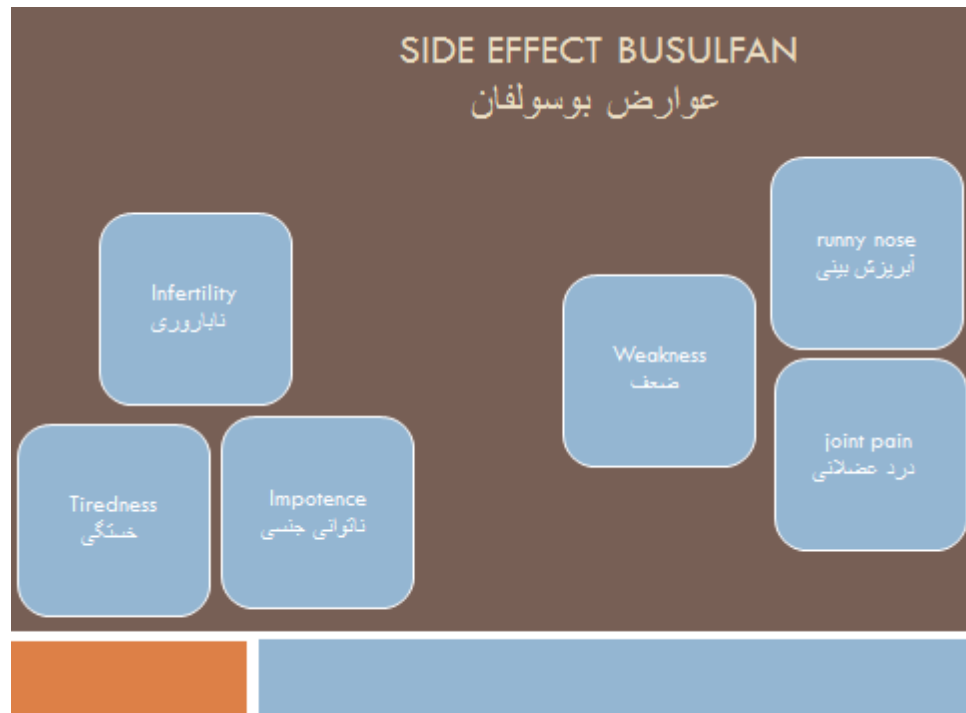 SIDE EFFECT BUSULFAN
عوارض بوسولفان
Infertility
ناباروری
Tiredness
خستگی
Impotence
ناتوانی جنسی
Weakness
ضعف
runny nose
آبریزش بینی
joint pain
درد عضلانی